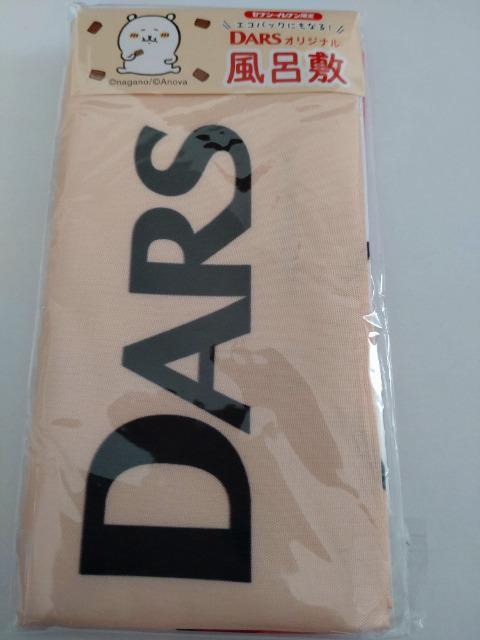 セブン-イレブン限定
エコバッグにもなる!
DARSオリジナル
風呂敷
©nagano/©Anova
DARS